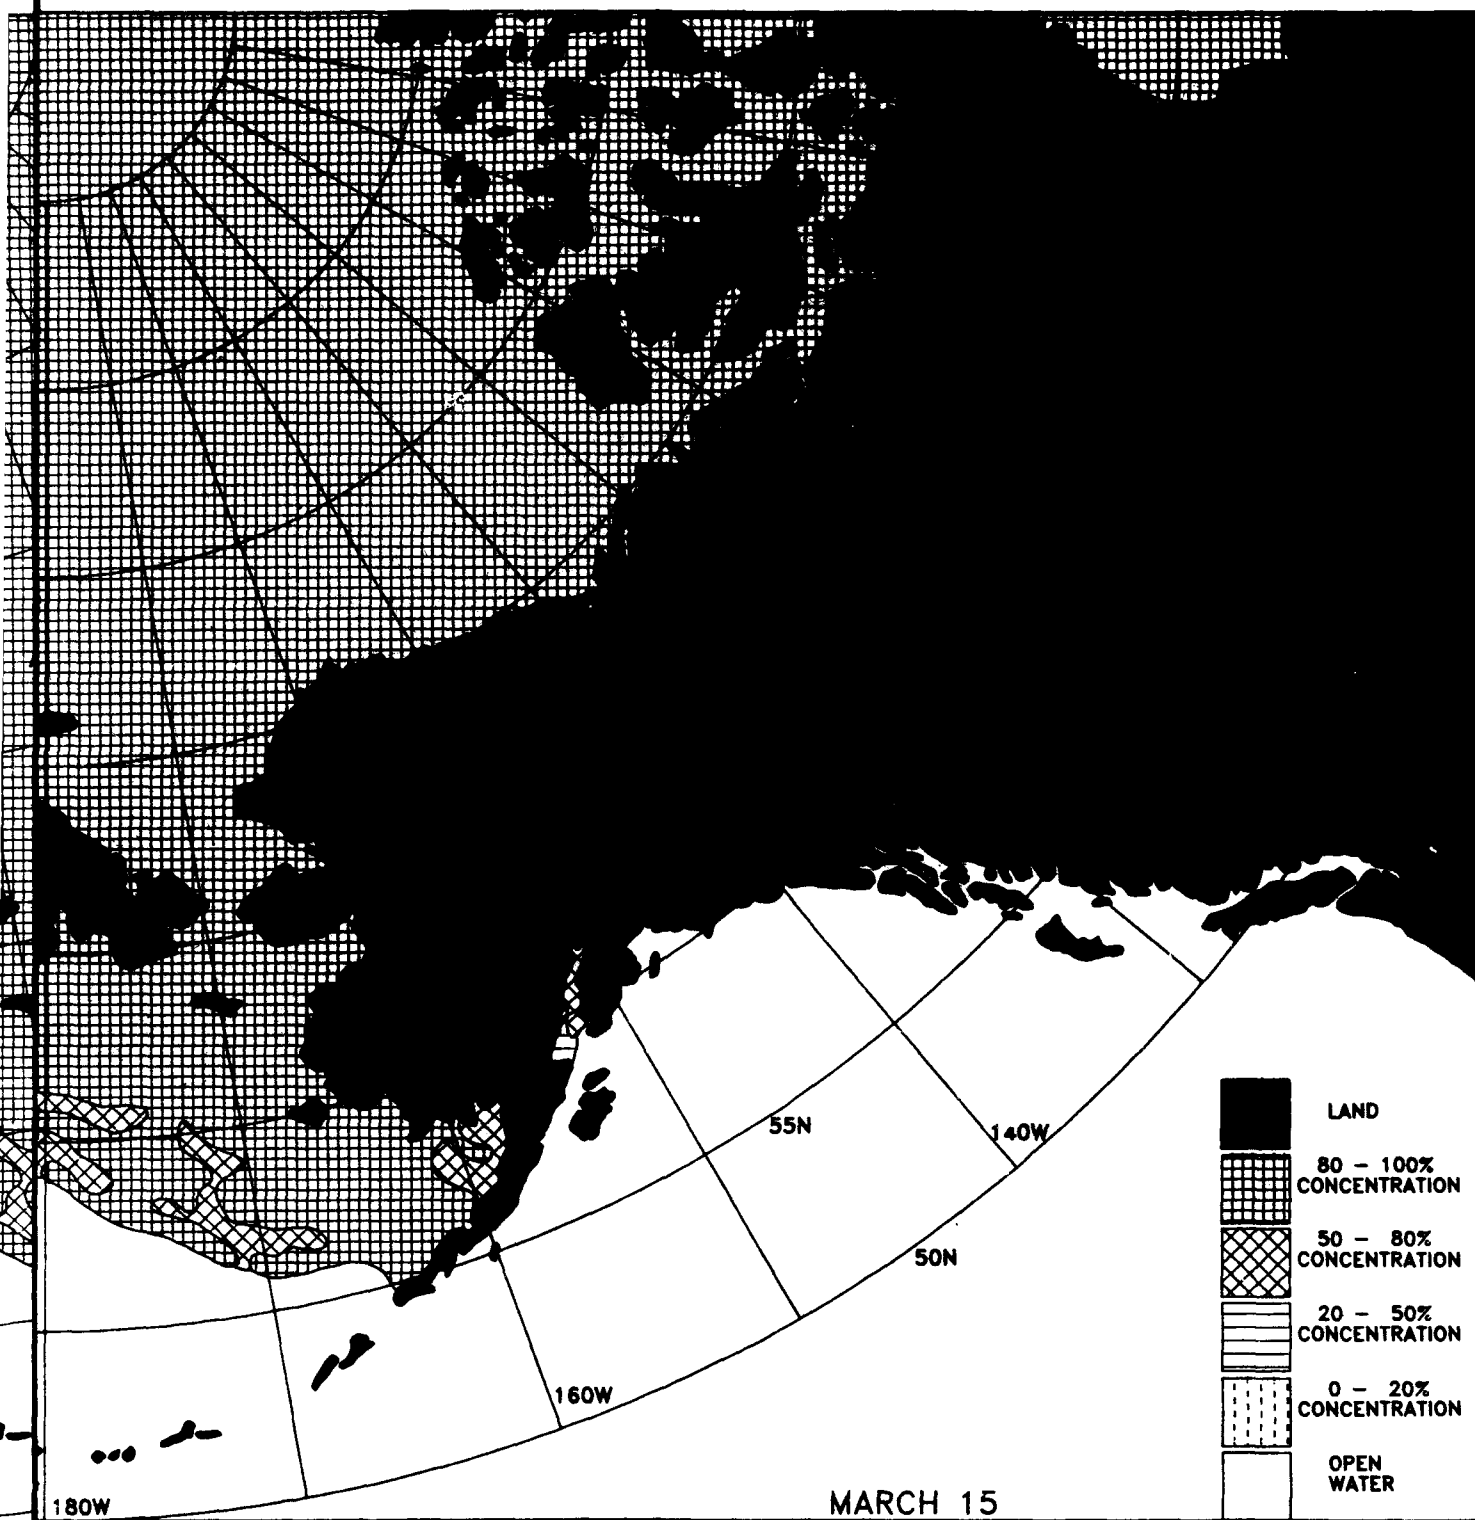 55N
140W
50N
160W
180W
MARCH 15
LAND
80 – 100%
CONCENTRATION
50 – 80%
CONCENTRATION
20 – 50%
CONCENTRATION
0 – 20%
CONCENTRATION
OPEN
WATER